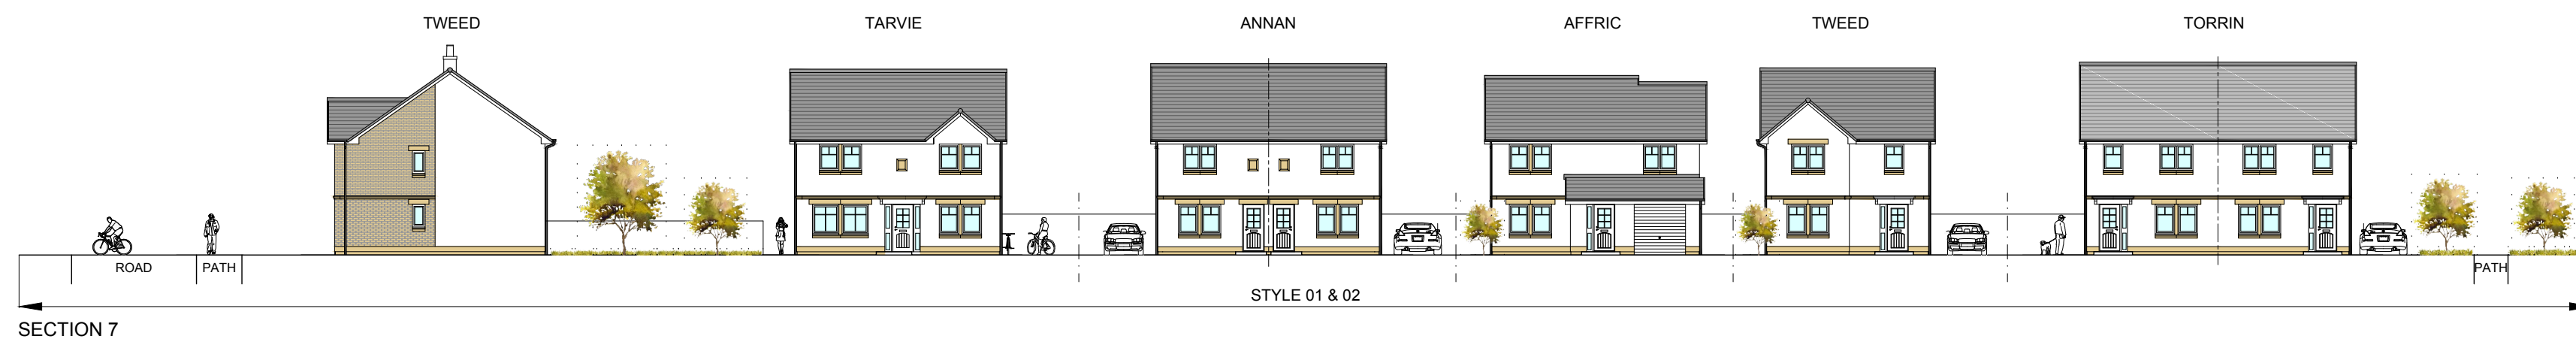 TWEED
TARVIE
ANNAN
AFFRIC
TWEED
TORRIN
ROAD
PATH
PATH
STYLE 01 & 02
SECTION 7